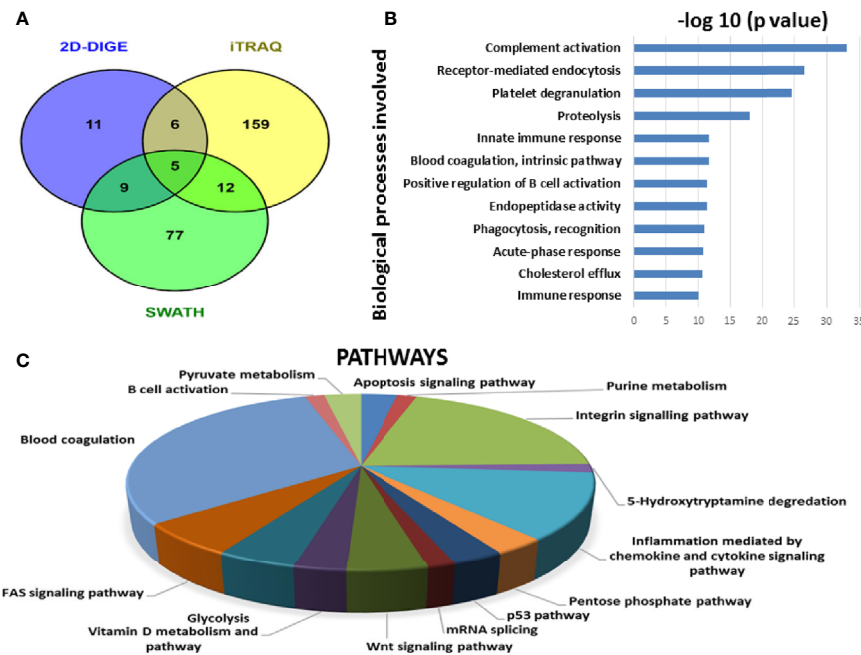 A
2D-DIGE
iTRAQ
11
6
159
5
9
12
77
SWATH
B
-log 10 (p value)
Biological processes involved
Complement activation
Receptor-mediated endocytosis
Platelet degranulation
Proteolysis
Innate immune response
Blood coagulation, intrinsic pathway
Positive regulation of B cell activation
Endopeptidase activity
Phagocytosis, recognition
Acute-phase response
Cholesterol efflux
Immune response
0 5 10 15 20 25 30 35
C
PATHWAYS
Pyruvate metabolism
Apoptosis signaling pathway
B cell activation
Purine metabolism
Integrin signalling pathway
Blood coagulation
5-Hydroxytryptamine degredation
Inflammation mediated by
chemokine and cytokine signaling
pathway
FAS signaling pathway
Pentose phosphate pathway
Glycolysis
p53 pathway
Vitamin D metabolism and
pathway
mRNA splicing
Wnt signaling pathway